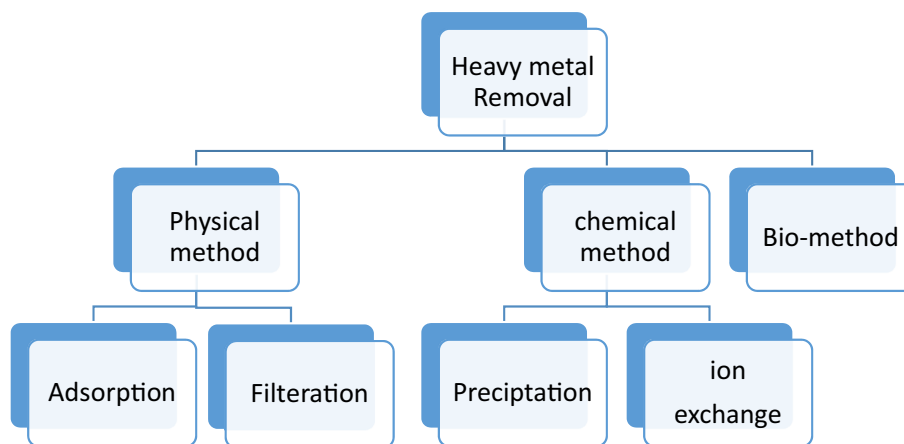 Heavy metal
Removal
Physical
method
chemical
method
Bio-method
Adsorption
Filteration
Preciptation
ion
exchange